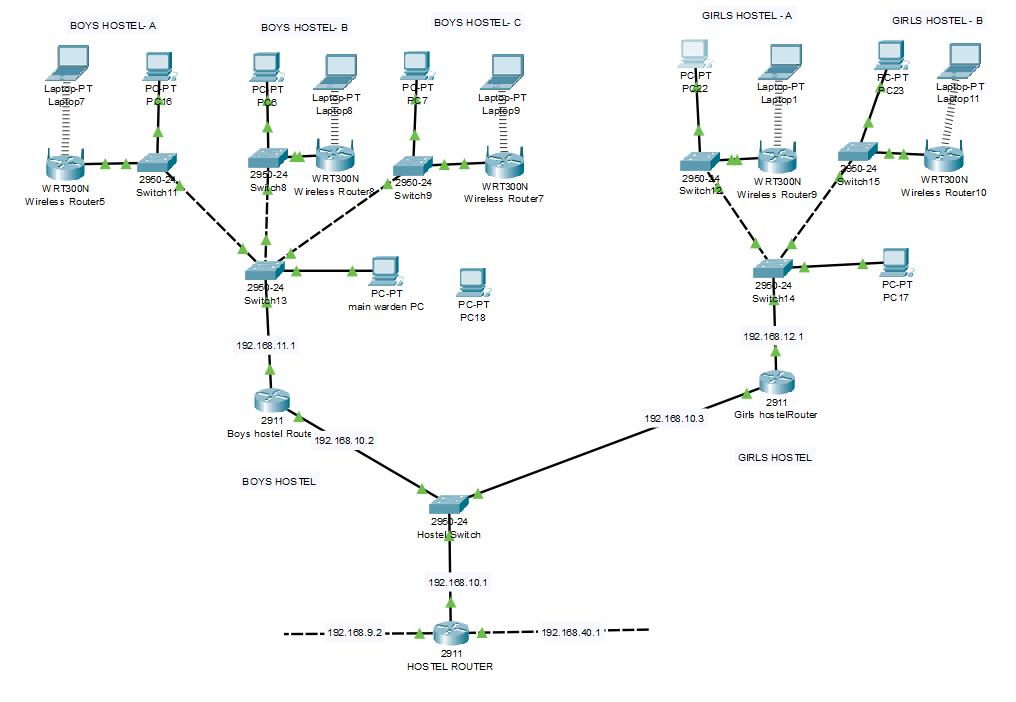 BOYS HOSTEL- A
BOYS HOSTEL- B
BOYS HOSTEL- C
GIRLS HOSTEL - A
GIRLS HOSTEL - B
Laptop-PT
Laptop7
PC-PT
PC16
PC-PT
PC6
Laptop-PT
Laptop8
PC-PT
PC7
Laptop-PT
Laptop9
PC-PT
PC22
Laptop-PT
Laptop1
PC-PT
PC23
Laptop-PT
Laptop11
WRT300N
Wireless Router5
2950-24
Switch11
2950-24
Switch8
WRT300N
Wireless Router8
2950-24
Switch9
WRT300N
Wireless Router7
2950-24
Switch12
WRT300N
Wireless Router9
2950-24
Switch15
WRT300N
Wireless Router10
2950-24
Switch13
PC-PT
main warden PC
PC-PT
PC18
2950-24
Switch14
PC-PT
PC17
192.168.11.1
192.168.12.1
2911
Boys hostel Route
192.168.10.2
192.168.10.3
2911
Girls hostelRouter
BOYS HOSTEL
GIRLS HOSTEL
2950-24
Hostel Switch
192.168.10.1
192.168.9.2
192.168.40.1
2911
HOSTEL ROUTER